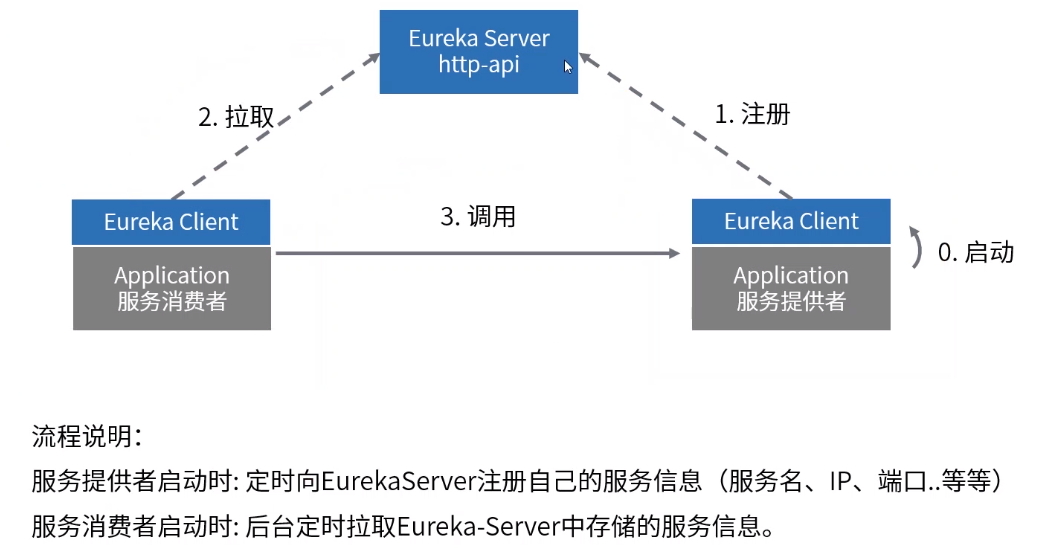 Eureka Server
http-api
2. 拉取
1. 注册
Eureka Client
3. 调用
Eureka Client
Application
服务消费者
Application
服务提供者
0. 启动
流程说明：
服务提供者启动时: 定时向EurekaServer注册自己的服务信息（服务名、IP、端口..等等）
服务消费者启动时: 后台定时拉取Eureka-Server中存储的服务信息。